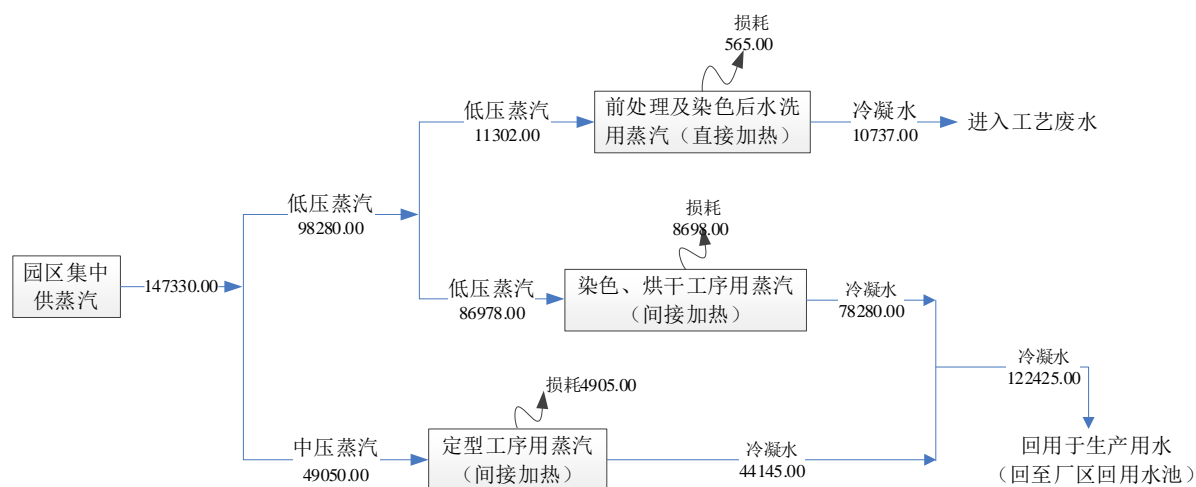 损耗
565.00
低压蒸汽
11302.00
前处理及染色后水洗
用蒸汽（直接加热）
冷凝水
10737.00
进入工艺废水
低压蒸汽
98280.00
损耗
8698.00
园区集中
供蒸汽
147330.00
低压蒸汽
86978.00
染色、烘干工序用蒸汽
（间接加热）
冷凝水
78280.00
冷凝水
122425.00
损耗4905.00
中压蒸汽
49050.00
定型工序用蒸汽
（间接加热）
冷凝水
44145.00
回用于生产用水
（回至厂区回用水池）